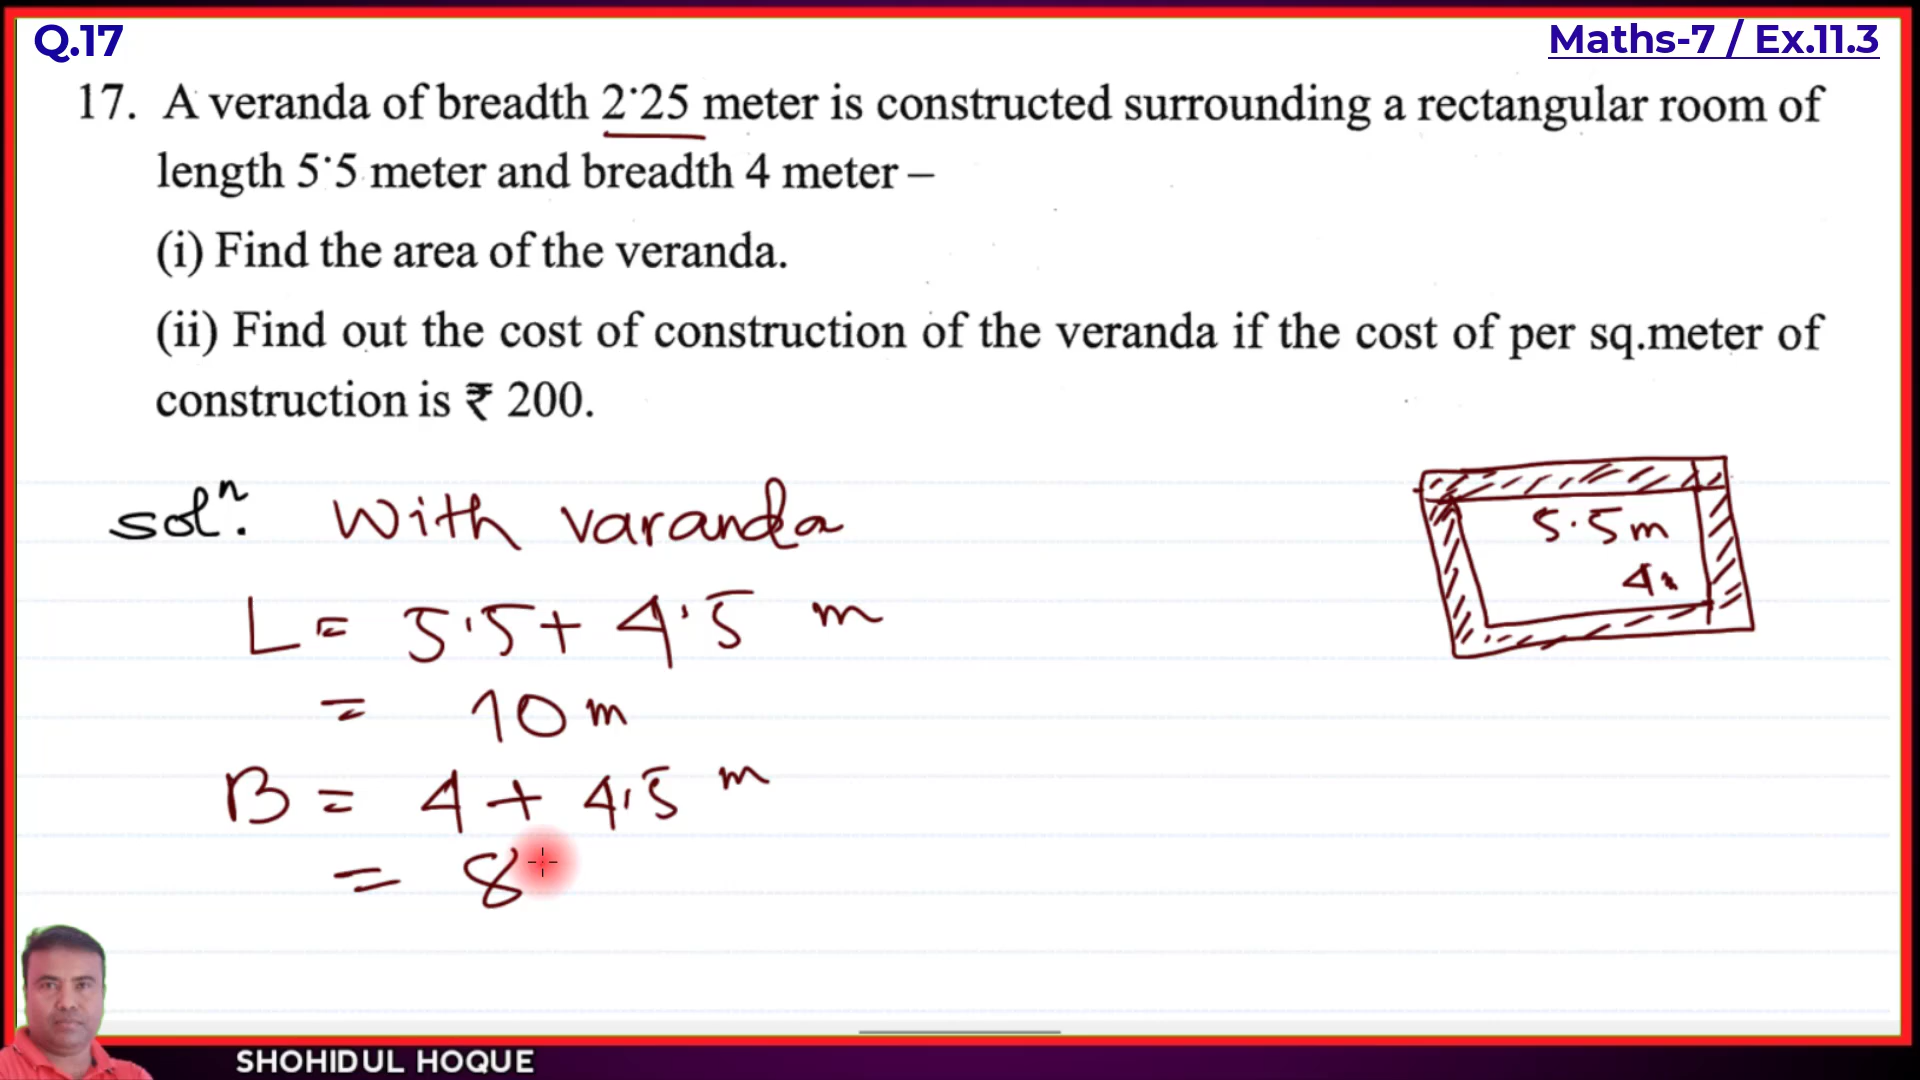 Q.17
Maths-7 / Ex.11.3
17. A veranda of breadth 2·25 meter is constructed surrounding a rectangular room of
length 5·5 meter and breadth 4 meter –
(i) Find the area of the veranda.
(ii) Find out the cost of construction of the veranda if the cost of per sq.meter of
construction is ₹ 200.
solⁿ. With varanda
5.5m
4
L = 5.5 + 4.5 m
= 10 m
B = 4 + 4.5 m
= 8
SHOHIDUL HOQUE